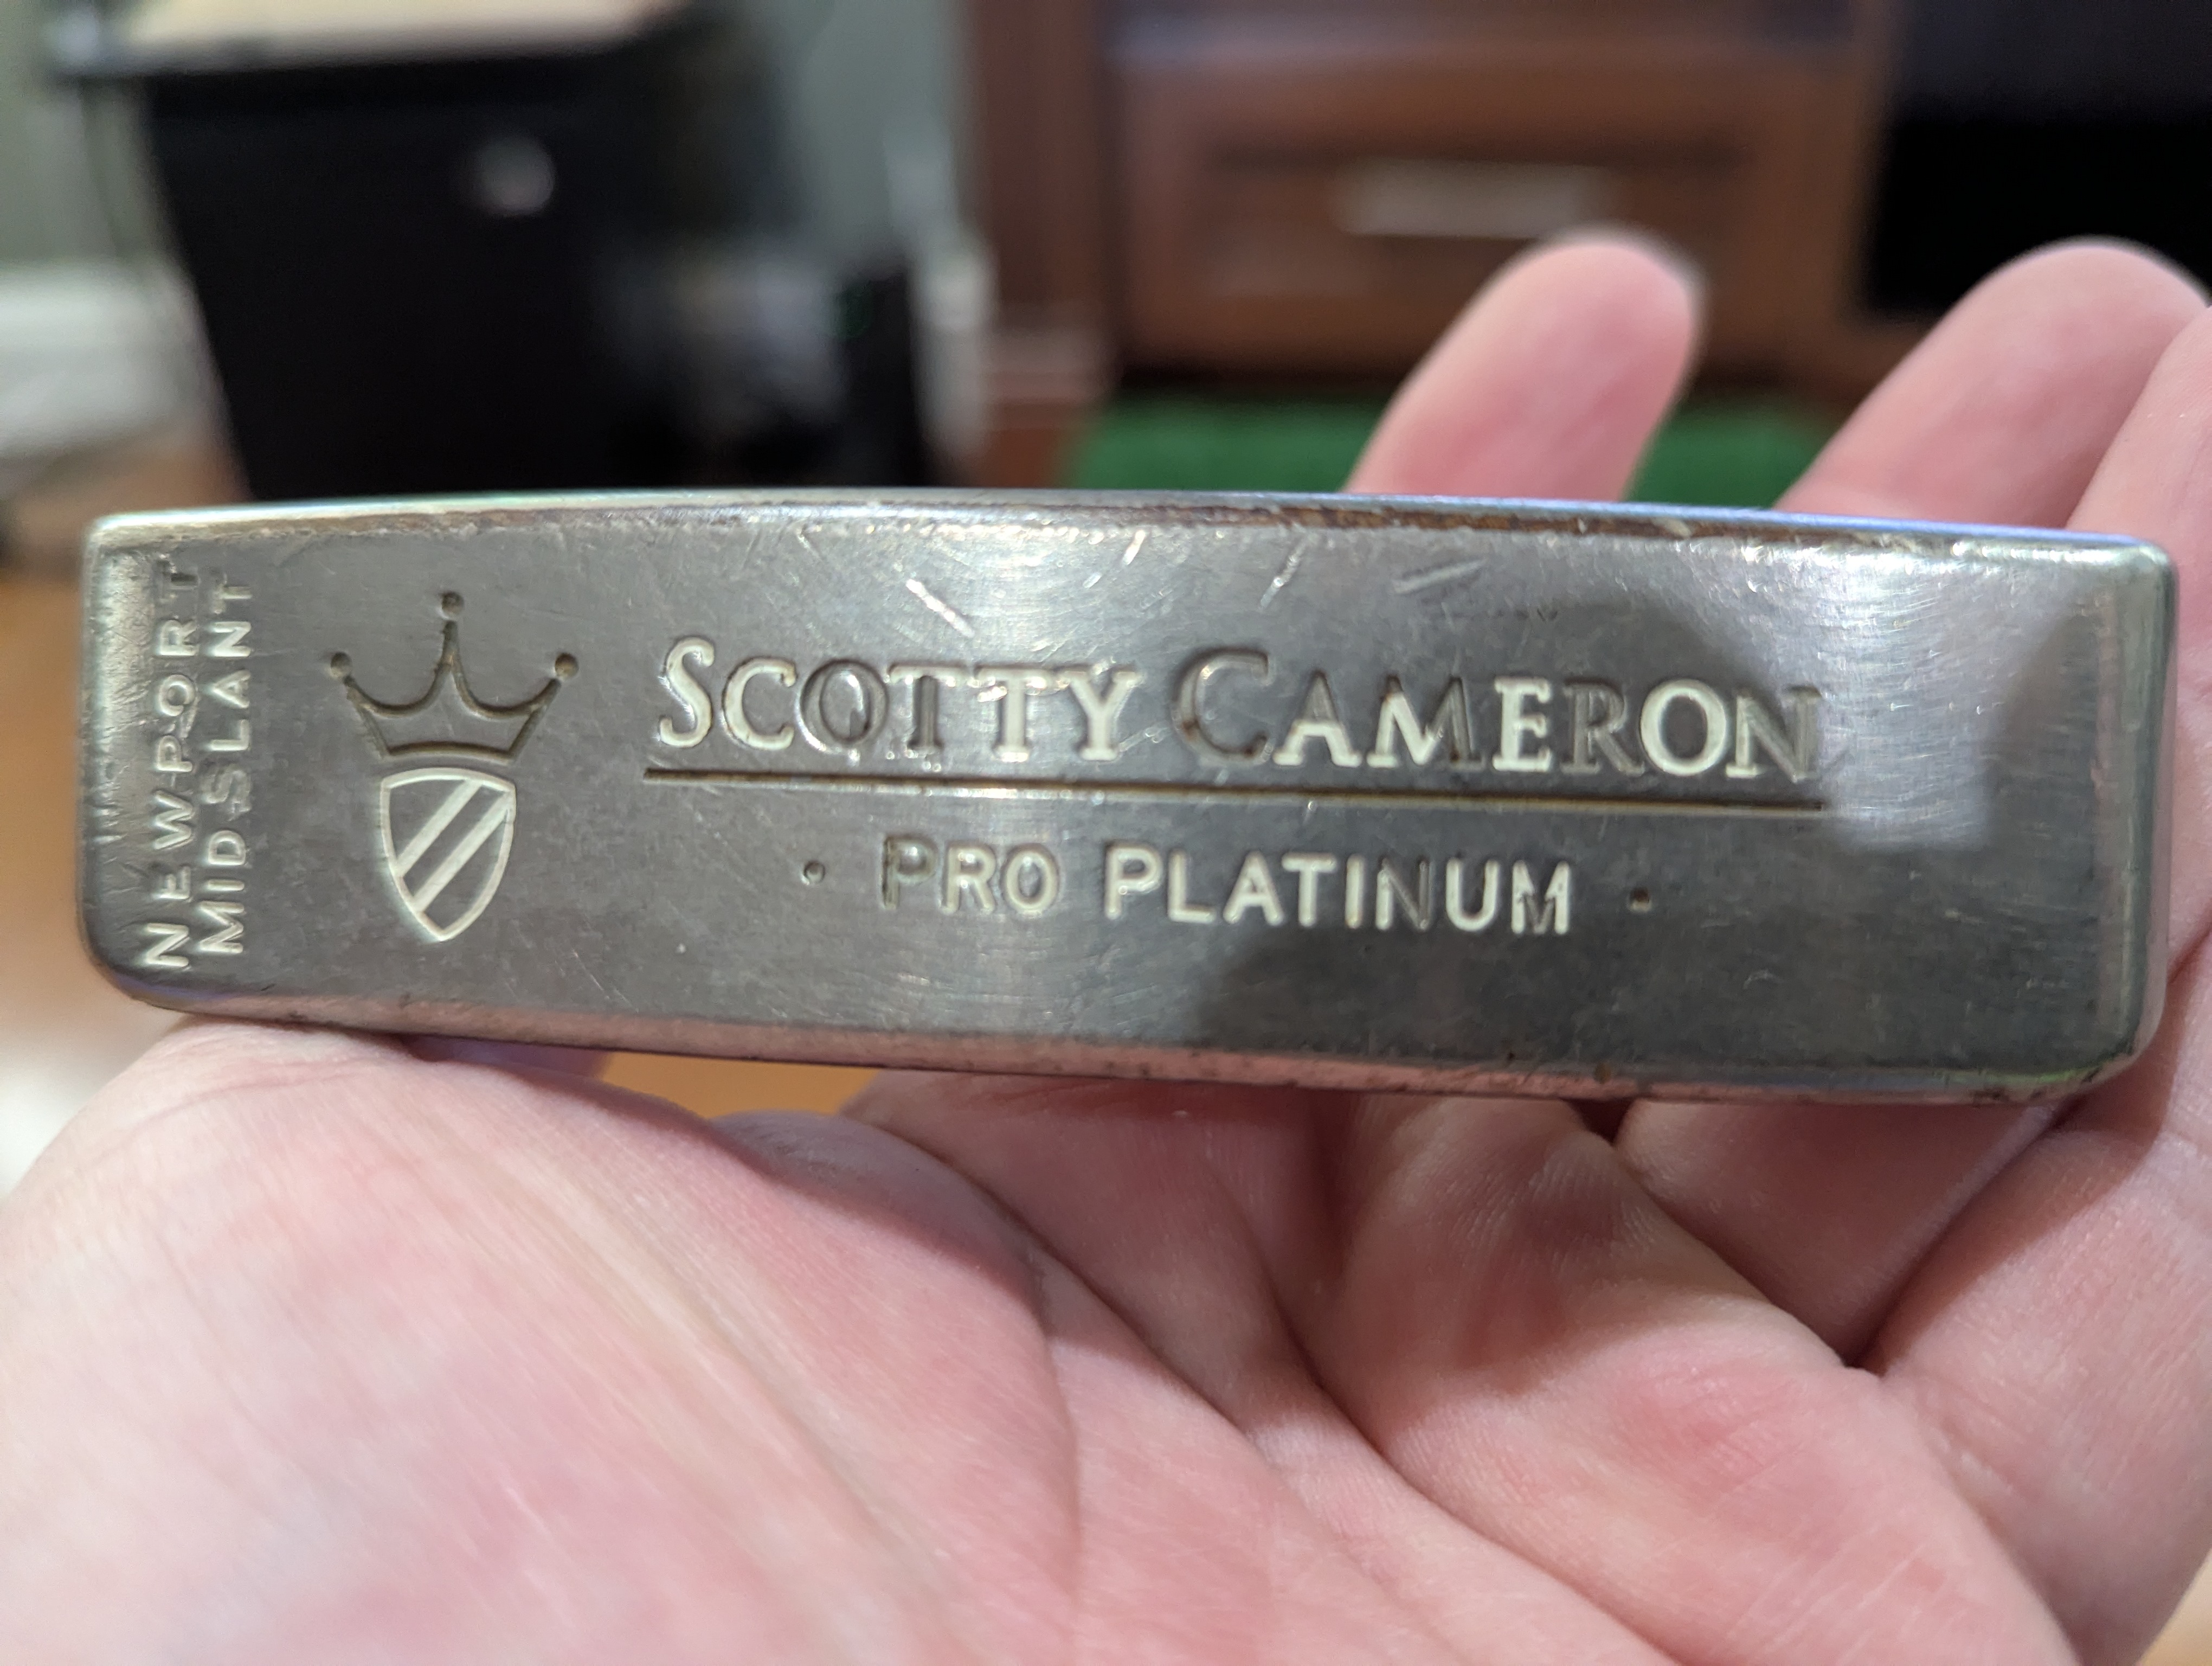 NEWPORT
MIDSLANT
SCOTTY CAMERON
· PRO PLATINUM ·